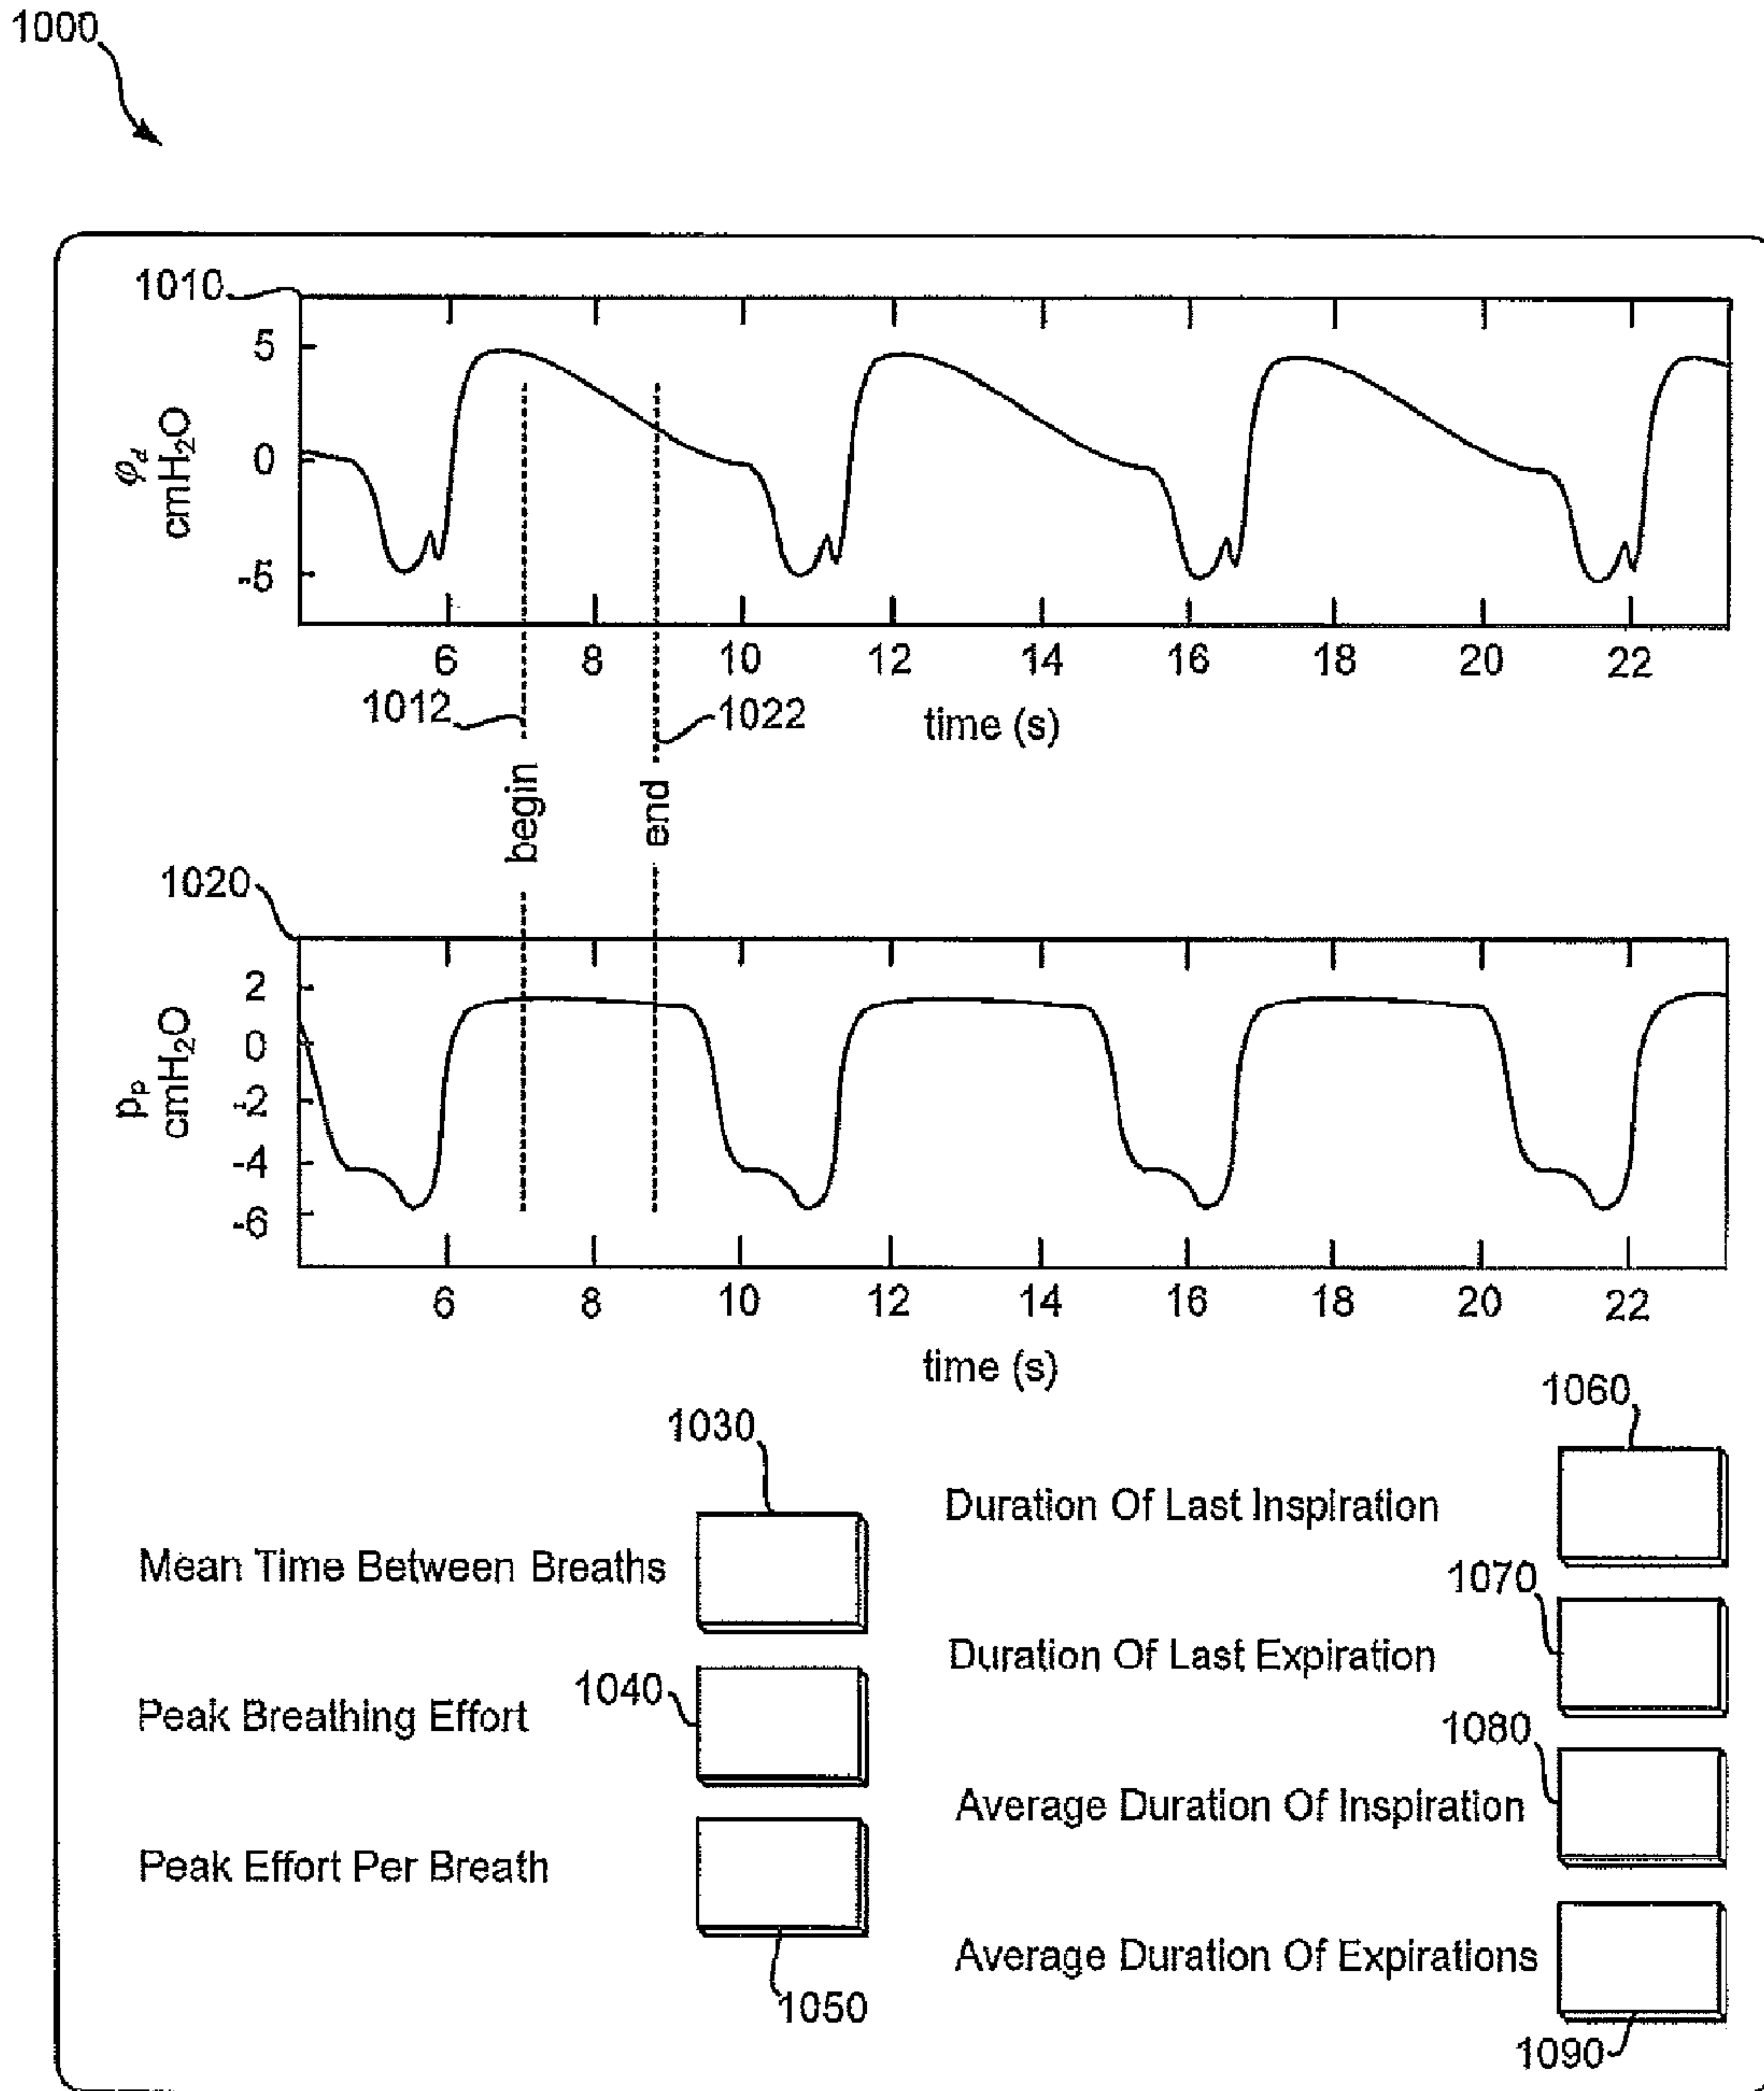 1000
1010
5
0
-5
φd
cmH₂O
6 8 10 12 14 16 18 20 22
time (s)
1012
1022
begin
end
1020
2
0
-2
-4
-6
pp
cmH₂O
6 8 10 12 14 16 18 20 22
time (s)
1030
Mean Time Between Breaths
1040
Peak Breathing Effort
Peak Effort Per Breath
1050
1060
Duration Of Last Inspiration
1070
Duration Of Last Expiration
1080
Average Duration Of Inspiration
Average Duration Of Expirations
1090